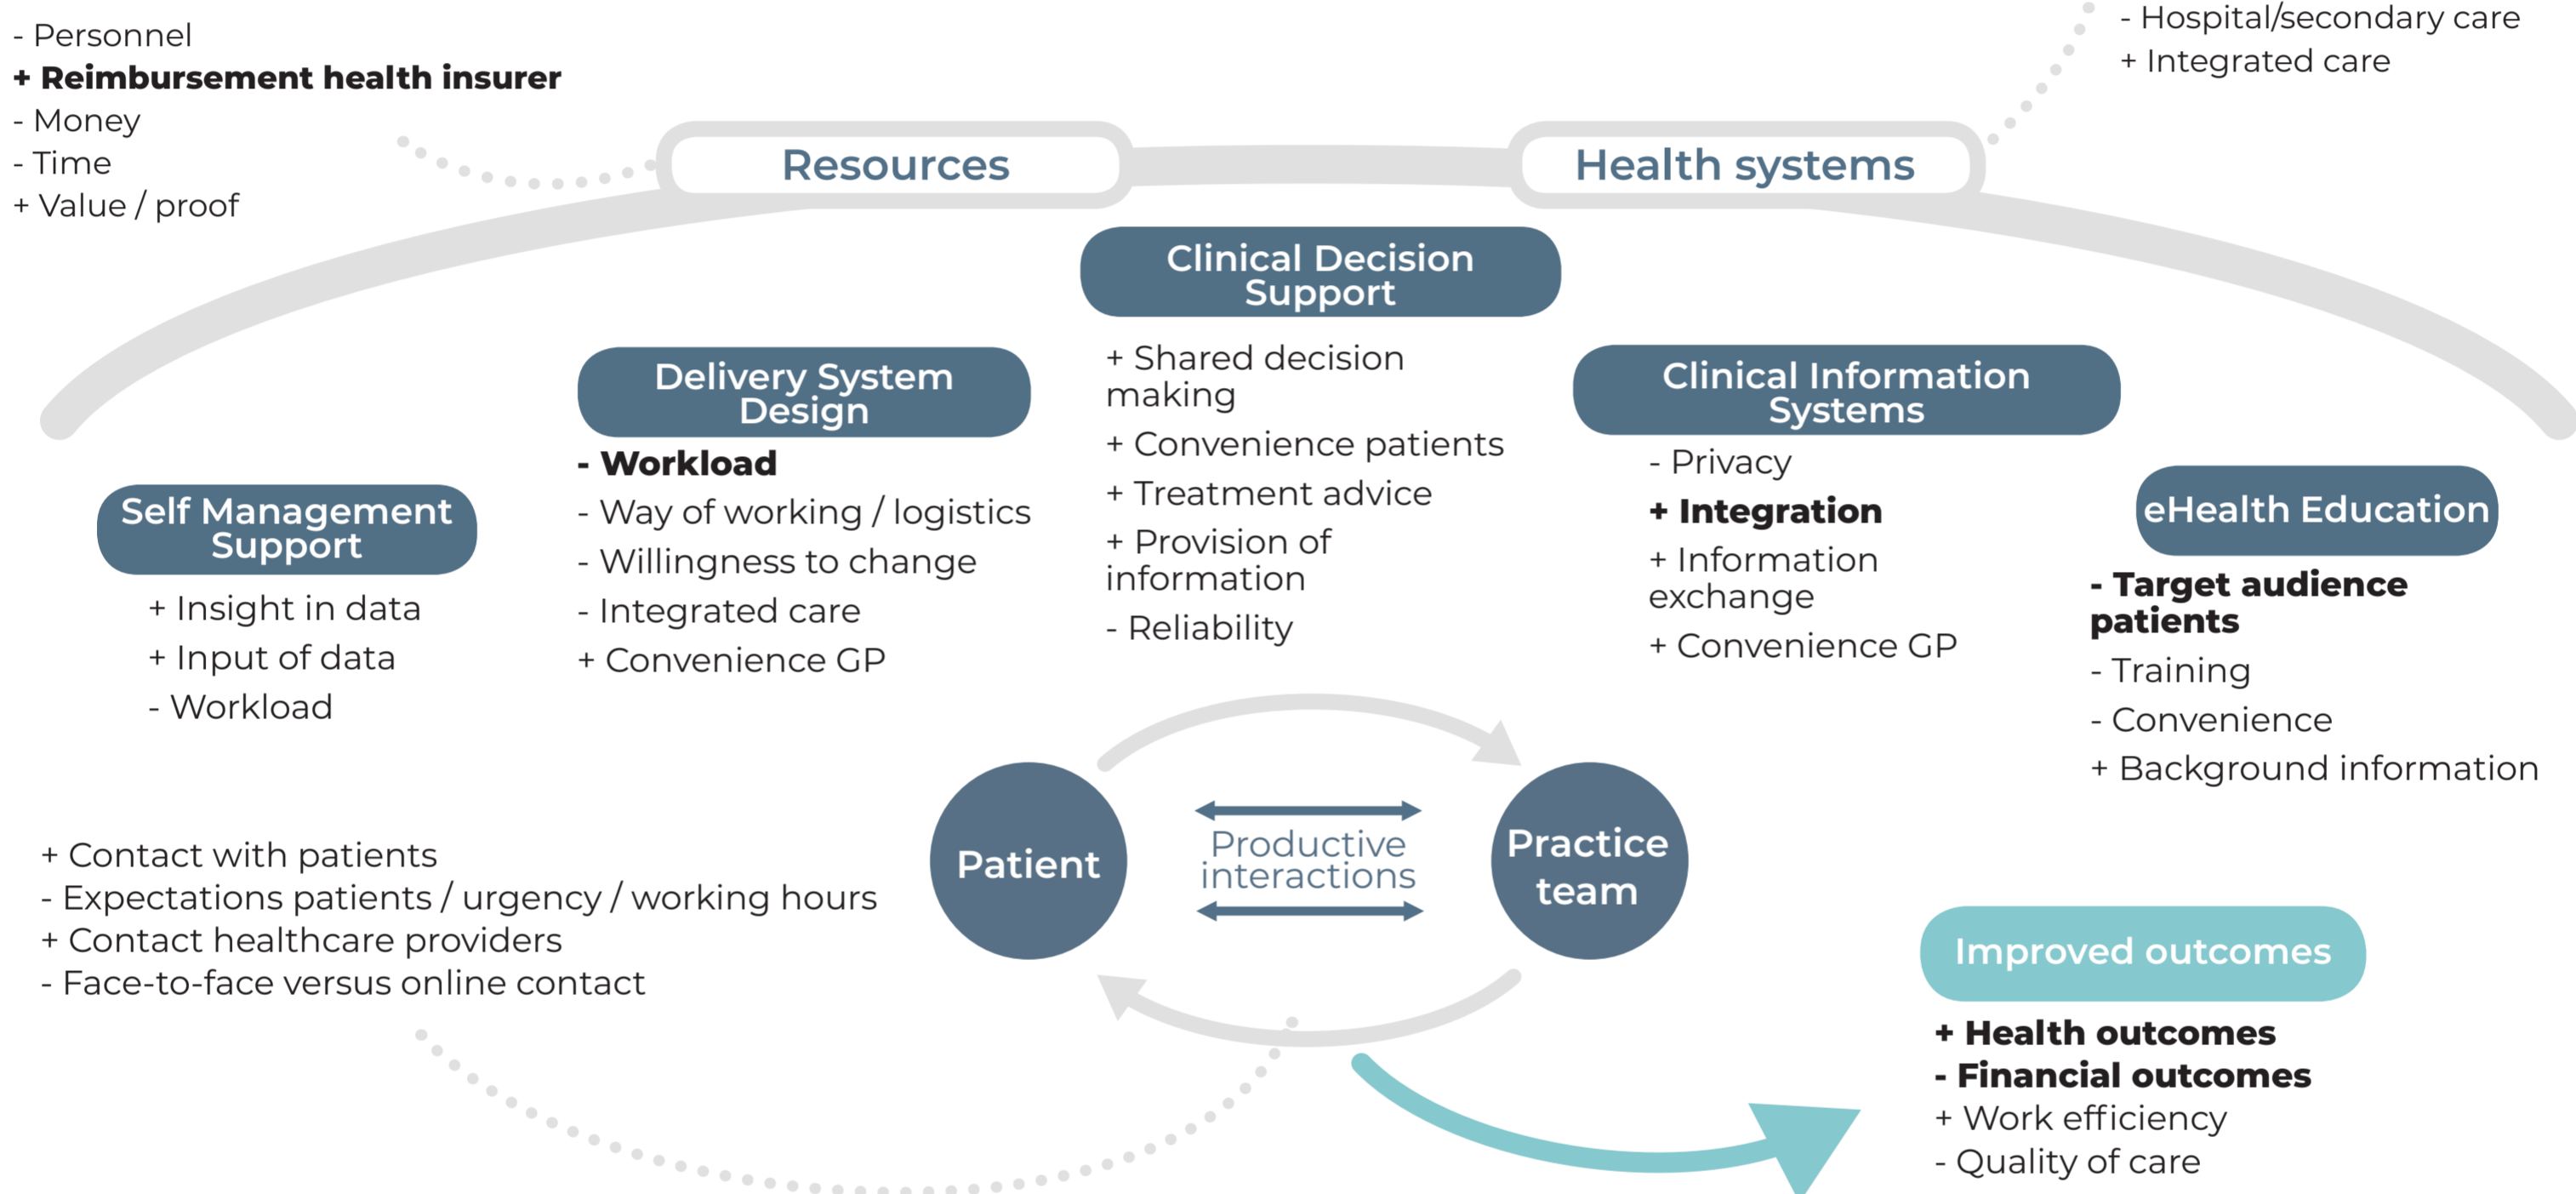 - Personnel
+ Reimbursement health insurer
- Money
- Time
+ Value / proof
- Hospital/secondary care
+ Integrated care
Resources
Health systems
Clinical Decision
Support
+ Shared decision
making
+ Convenience patients
+ Treatment advice
+ Provision of
information
- Reliability
Delivery System
Design
- Workload
- Way of working / logistics
- Willingness to change
- Integrated care
+ Convenience GP
Clinical Information
Systems
- Privacy
+ Integration
+ Information
exchange
+ Convenience GP
Self Management
Support
+ Insight in data
+ Input of data
- Workload
eHealth Education
- Target audience
patients
- Training
- Convenience
+ Background information
+ Contact with patients
- Expectations patients / urgency / working hours
+ Contact healthcare providers
- Face-to-face versus online contact
Patient
Productive
interactions
Practice
team
Improved outcomes
+ Health outcomes
- Financial outcomes
+ Work efficiency
- Quality of care